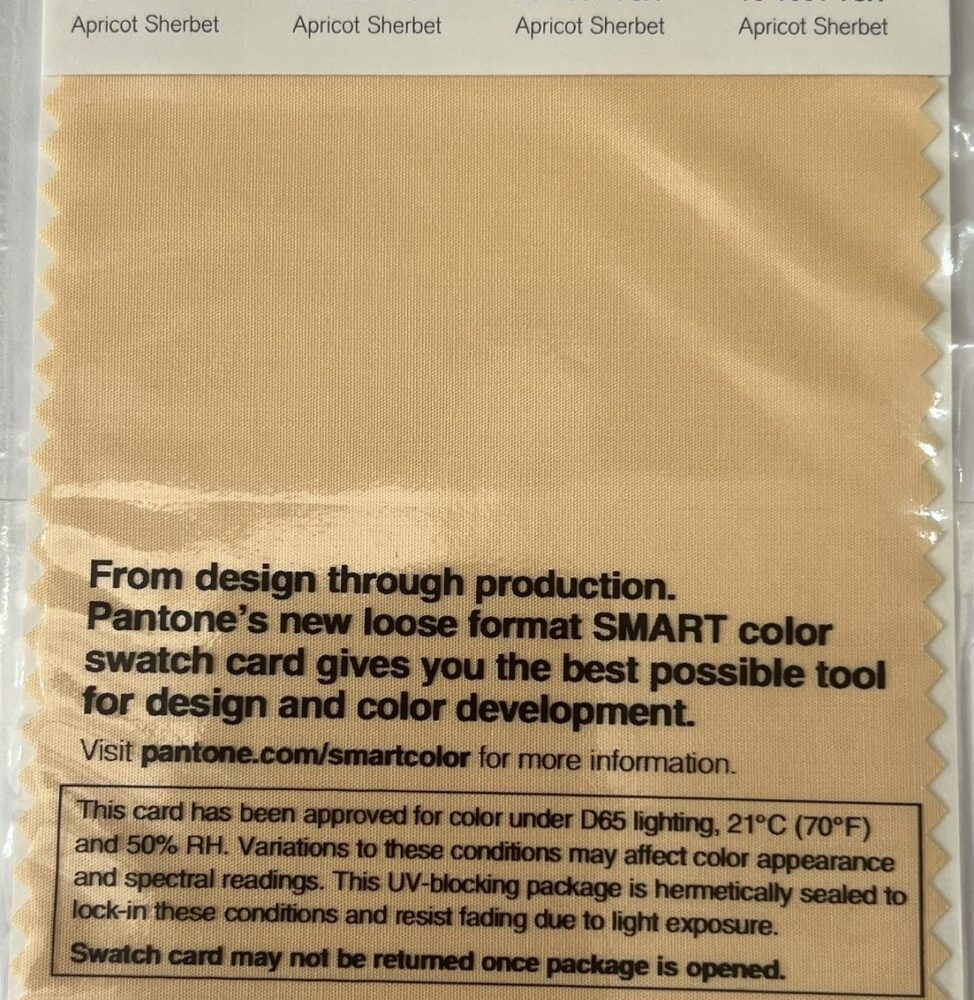 Apricot Sherbet Apricot Sherbet Apricot Sherbet Apricot Sherbet
From design through production.
Pantone's new loose format SMART color
swatch card gives you the best possible tool
for design and color development.
Visit pantone.com/smartcolor for more information.
This card has been approved for color under D65 lighting, 21°C (70°F)
and 50% RH. Variations to these conditions may affect color appearance
and spectral readings. This UV-blocking package is hermetically sealed to
lock-in these conditions and resist fading due to light exposure.
Swatch card may not be returned once package is opened.